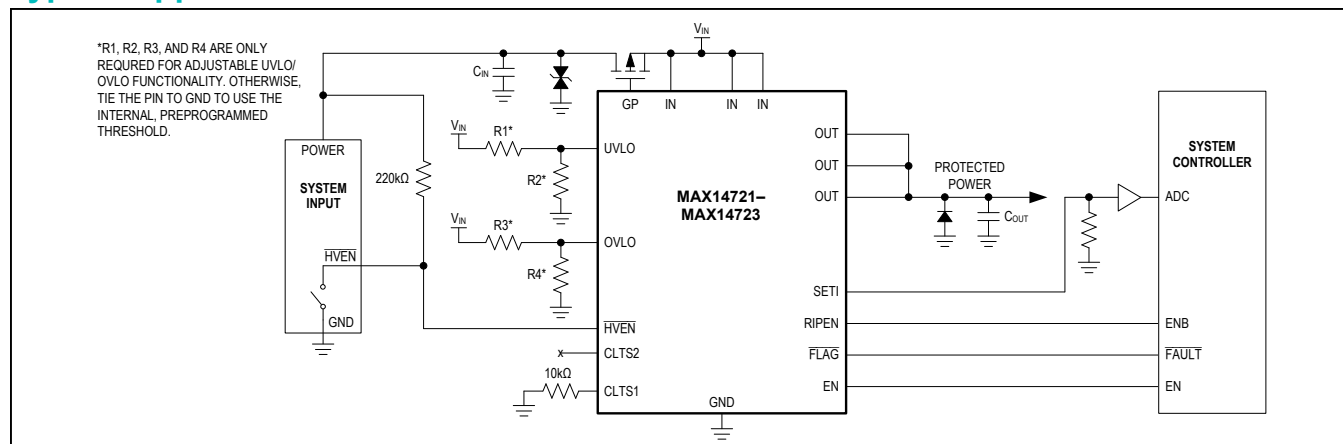 *R1, R2, R3, AND R4 ARE ONLY
REQURED FOR ADJUSTABLE UVLO/
OVLO FUNCTIONALITY. OTHERWISE,
TIE THE PIN TO GND TO USE THE
INTERNAL, PREPROGRAMMED
THRESHOLD.
VIN
CIN
GP
IN
IN
IN
POWER
SYSTEM
INPUT
HVEN
GND
220kΩ
VIN
R1*
R2*
VIN
R3*
R4*
10kΩ
UVLO
OVLO
HVEN
CLTS2
CLTS1
MAX14721–
MAX14723
GND
OUT
OUT
OUT
SETI
RIPEN
FLAG
EN
PROTECTED
POWER
COUT
SYSTEM
CONTROLLER
ADC
ENB
FAULT
EN